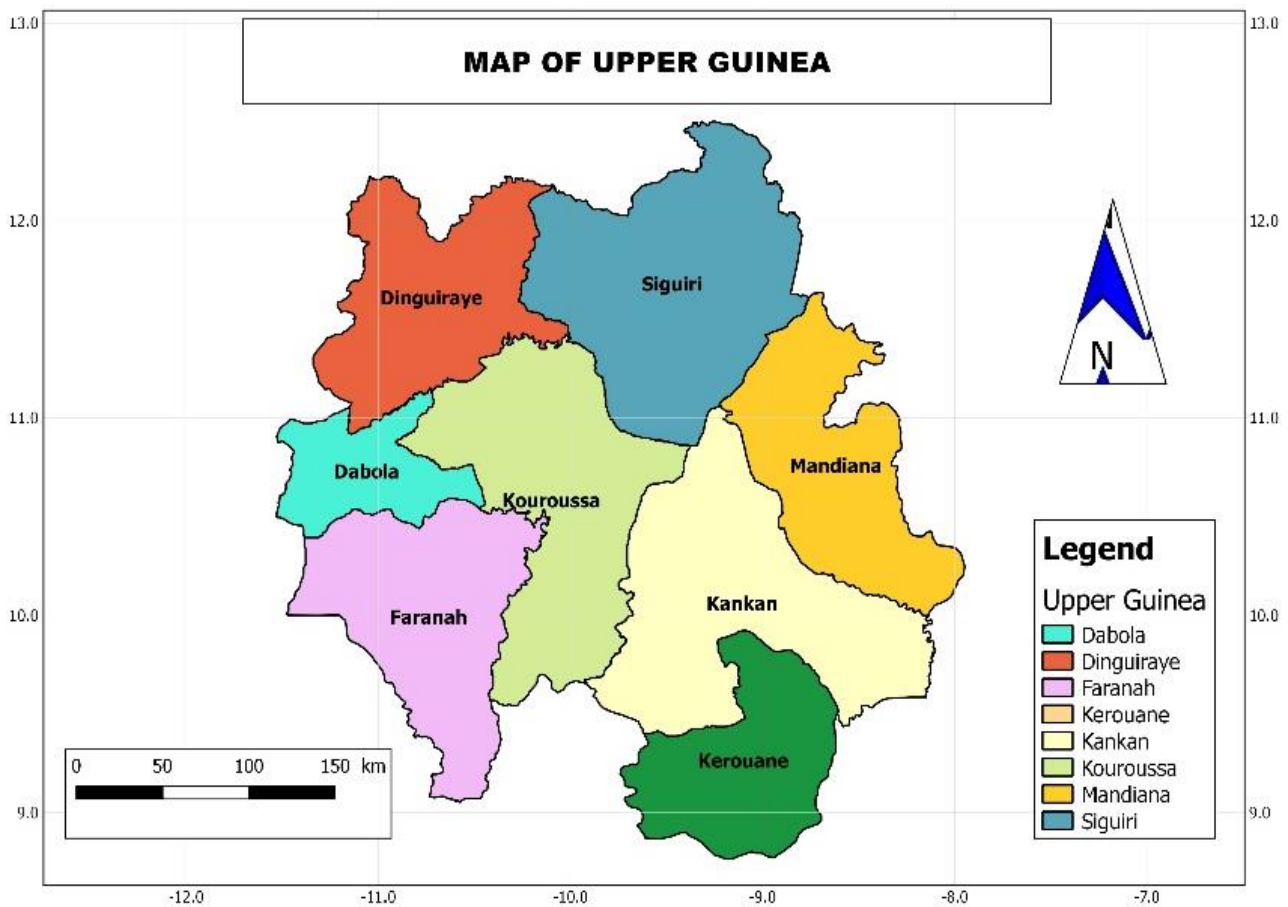 MAP OF UPPER GUINEA
13.0
13.0
12.0
12.0
Siguiri
Dinguiraye
N
11.0
11.0
Mandiana
Dabola
Kouroussa
Legend
Upper Guinea
Dabola
Dinguiraye
Faranah
Kerouane
Kankan
Kouroussa
Mandiana
Siguiri
Kankan
10.0
10.0
Faranah
Kerouane
0 50 100 150 km
9.0
9.0
-12.0 -11.0 -10.0 -9.0 -8.0 -7.0